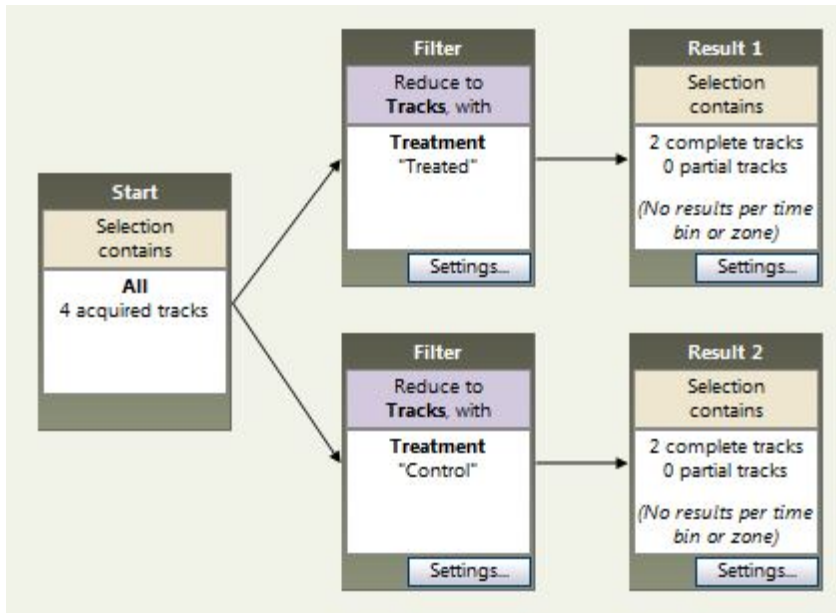 Start
Selection
contains
All
4 acquired tracks
Filter
Reduce to
Tracks, with
Treatment
"Treated"
Settings...
Result 1
Selection
contains
2 complete tracks
0 partial tracks
(No results per time
bin or zone)
Settings...
Filter
Reduce to
Tracks, with
Treatment
"Control"
Settings...
Result 2
Selection
contains
2 complete tracks
0 partial tracks
(No results per time
bin or zone)
Settings...